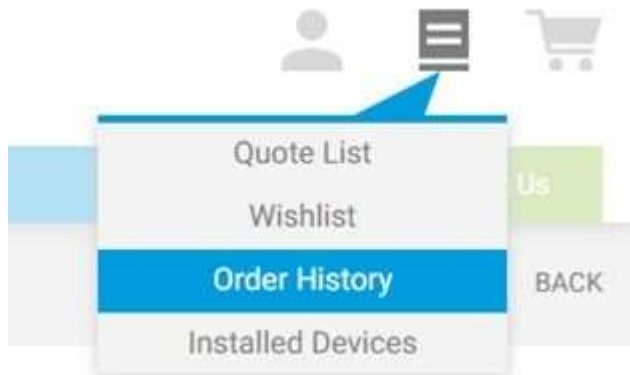 Quote List
Us
Wishlist
Order History
BACK
Installed Devices